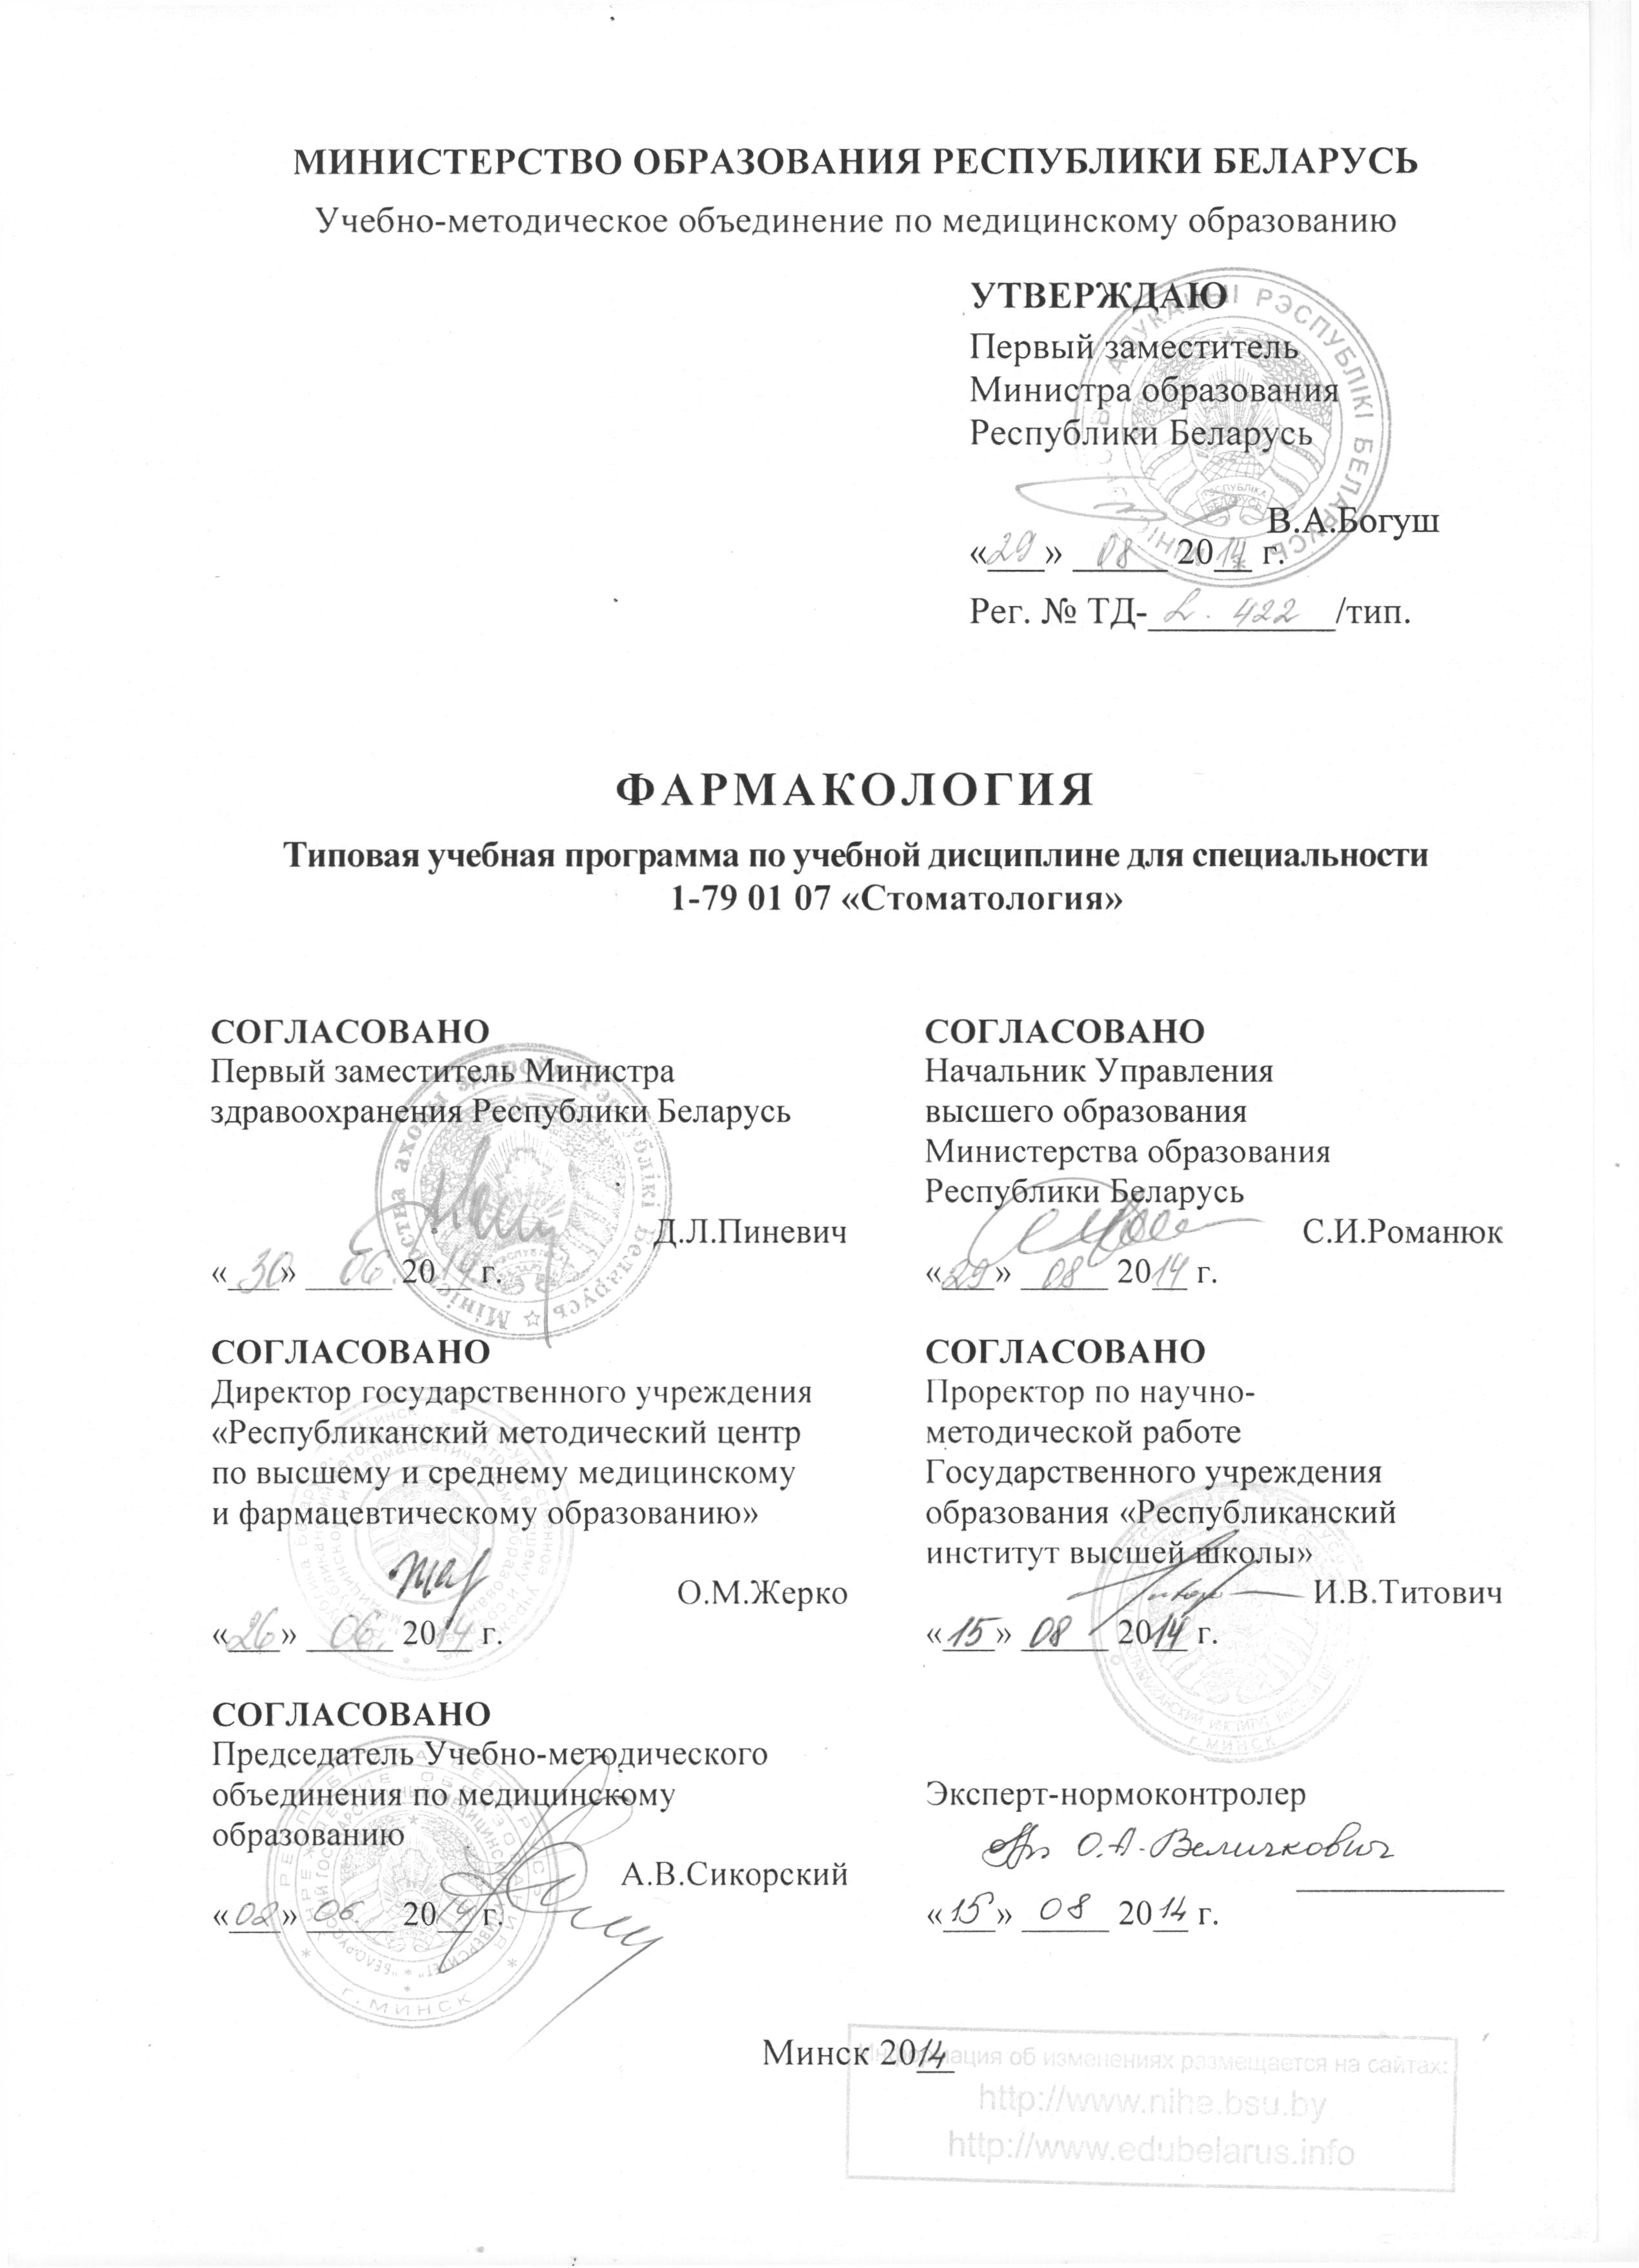 МИНИСТЕРСТВО ОБРАЗОВАНИЯ РЕСПУБЛИКИ БЕЛАРУСЬ
Учебно-методическое объединение по медицинскому образованию
УТВЕРЖДАЮ
Первый заместитель
Министра образования
Республики Беларусь
В.А.Богуш
«29» 08 2014 г.
Рег. № ТД-L. 422/тип.
ФАРМАКОЛОГИЯ
Типовая учебная программа по учебной дисциплине для специальности
1-79 01 07 «Стоматология»
СОГЛАСОВАНО
Первый заместитель Министра
здравоохранения Республики Беларусь
Д.Л.Пиневич
«30» 06. 2014 г.
СОГЛАСОВАНО
Начальник Управления
высшего образования
Министерства образования
Республики Беларусь
С.И.Романюк
«29» 08 2014 г.
СОГЛАСОВАНО
Директор государственного учреждения
«Республиканский методический центр
по высшему и среднему медицинскому
и фармацевтическому образованию»
О.М.Жерко
«26» 06. 2014 г.
СОГЛАСОВАНО
Проректор по научно-
методической работе
Государственного учреждения
образования «Республиканский
институт высшей школы»
И.В.Титович
«15» 08 2014 г.
СОГЛАСОВАНО
Председатель Учебно-методического
объединения по медицинскому
образованию
А.В.Сикорский
«02» 06. 2014 г.
Эксперт-нормоконтролер
О.А.Величкович
«15» 08 2014 г.
Минск 2014
Информация об изменениях размещается на сайтах:
http://www.nihe.bsu.by
http://www.edubelarus.info